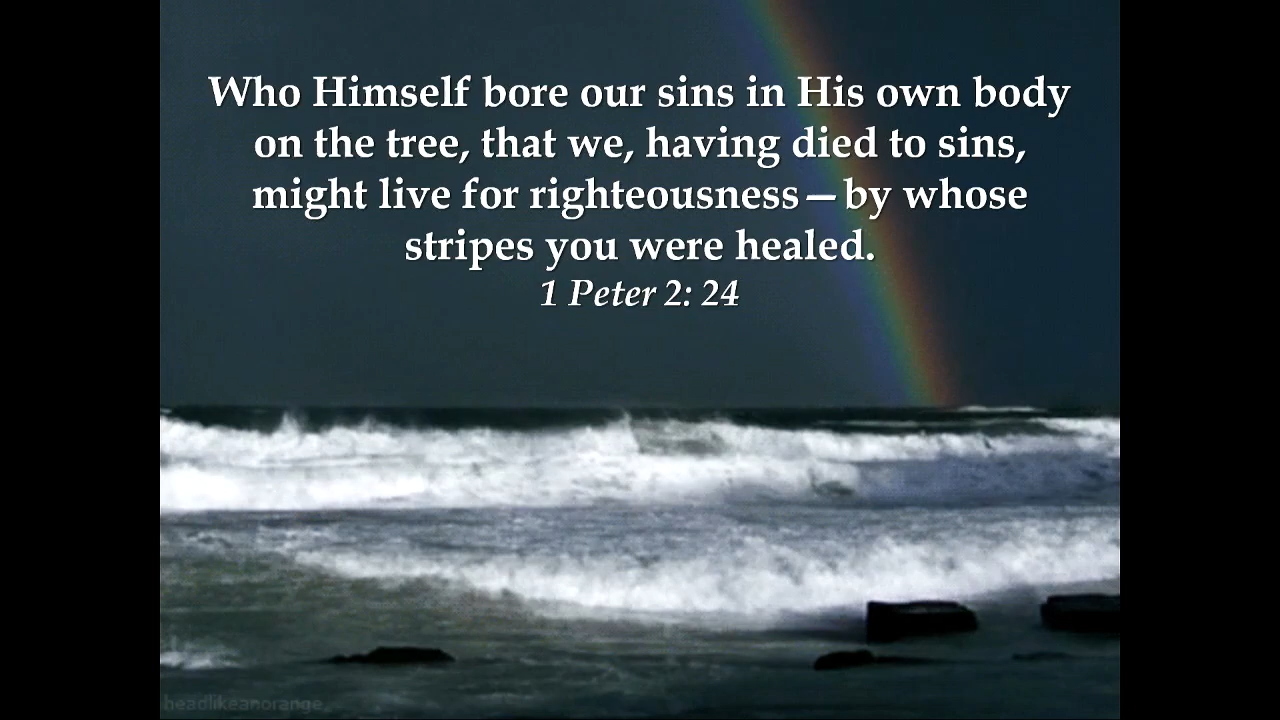 Who Himself bore our sins in His own body
on the tree, that we, having died to sins,
might live for righteousness—by whose
stripes you were healed.
1 Peter 2: 24
headlikeanorange